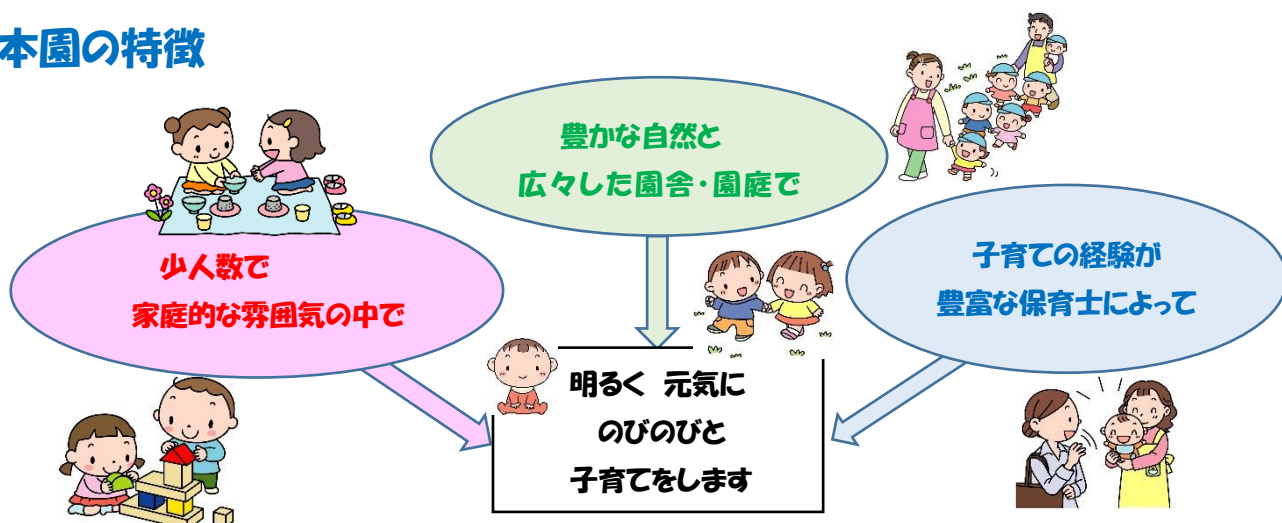 本園の特徴
豊かな自然と
広々した園舎・園庭で
少人数で
家庭的な雰囲気の中で
子育ての経験が
豊富な保育士によって
明るく 元気に
のびのびと
子育てをします